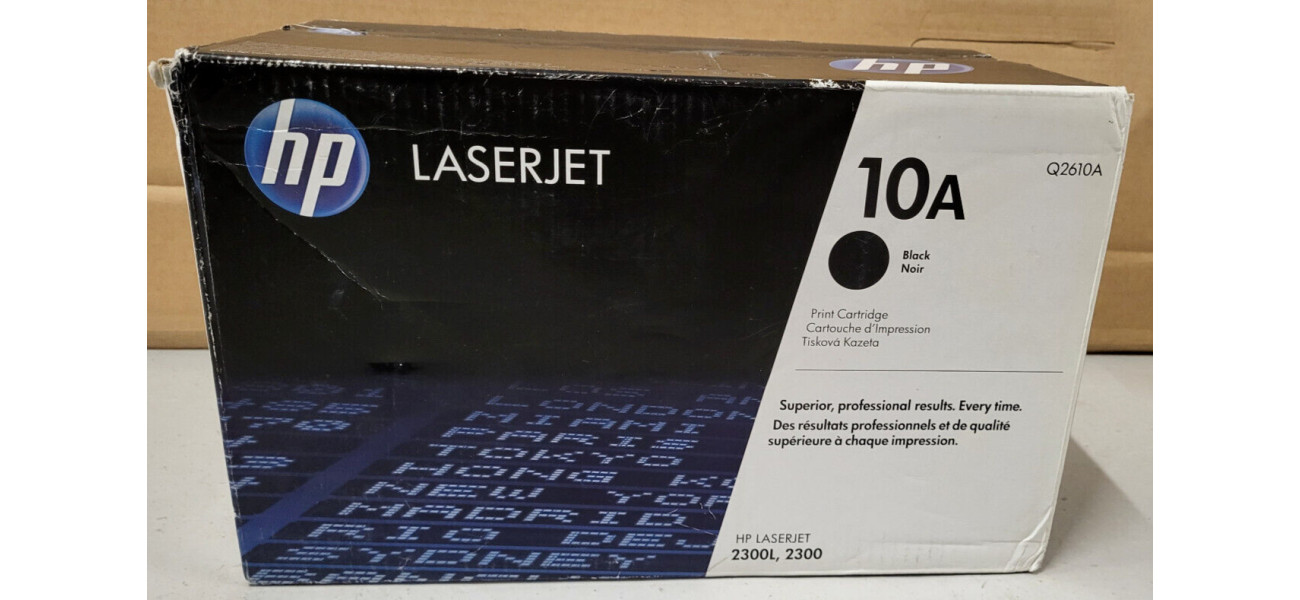 hp
hp
LASERJET
10A
Q2610A
Black
Noir
Print Cartridge
Cartouche d'Impression
Tisková Kazeta
Superior, professional results. Every time.
Des résultats professionnels et de qualité
supérieure à chaque impression.
HP LASERJET
2300L, 2300
LONDON
MIAMI
PARIS
TOKYO
HONG
NEW YOR
MADRID
RIO DE
SYDNEY